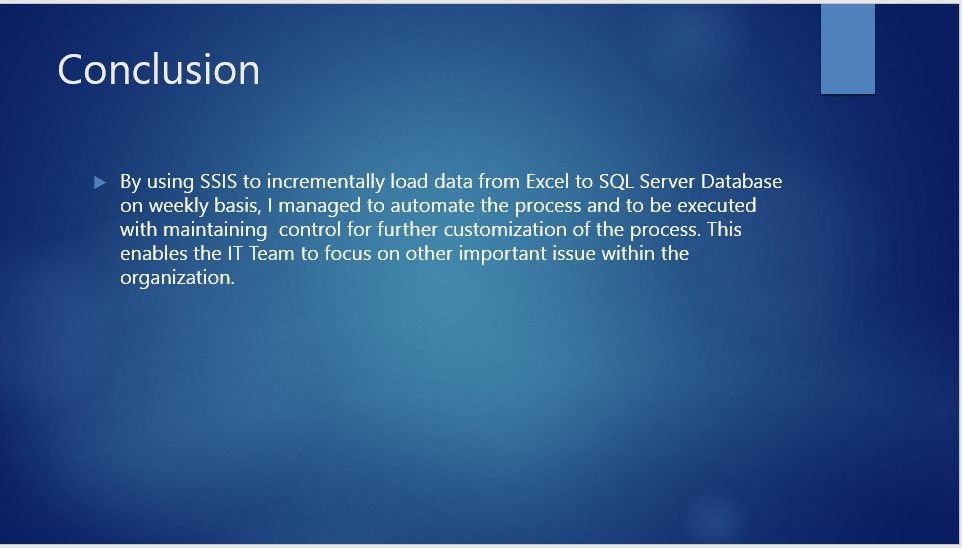 Conclusion
By using SSIS to incrementally load data from Excel to SQL Server Database
on weekly basis, I managed to automate the process and to be executed
with maintaining  control for further customization of the process. This
enables the IT Team to focus on other important issue within the
organization.